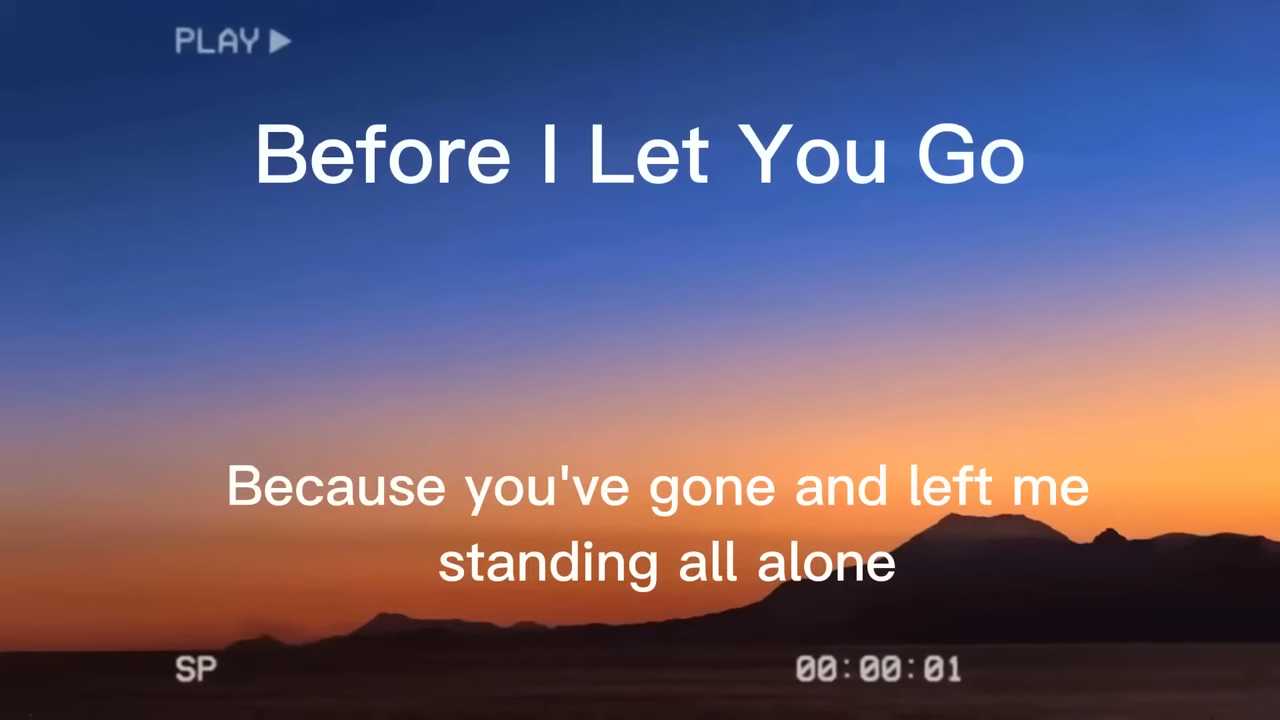 PLAY ▶
Before I Let You Go
Because you've gone and left me
standing all alone
SP
00:00:01